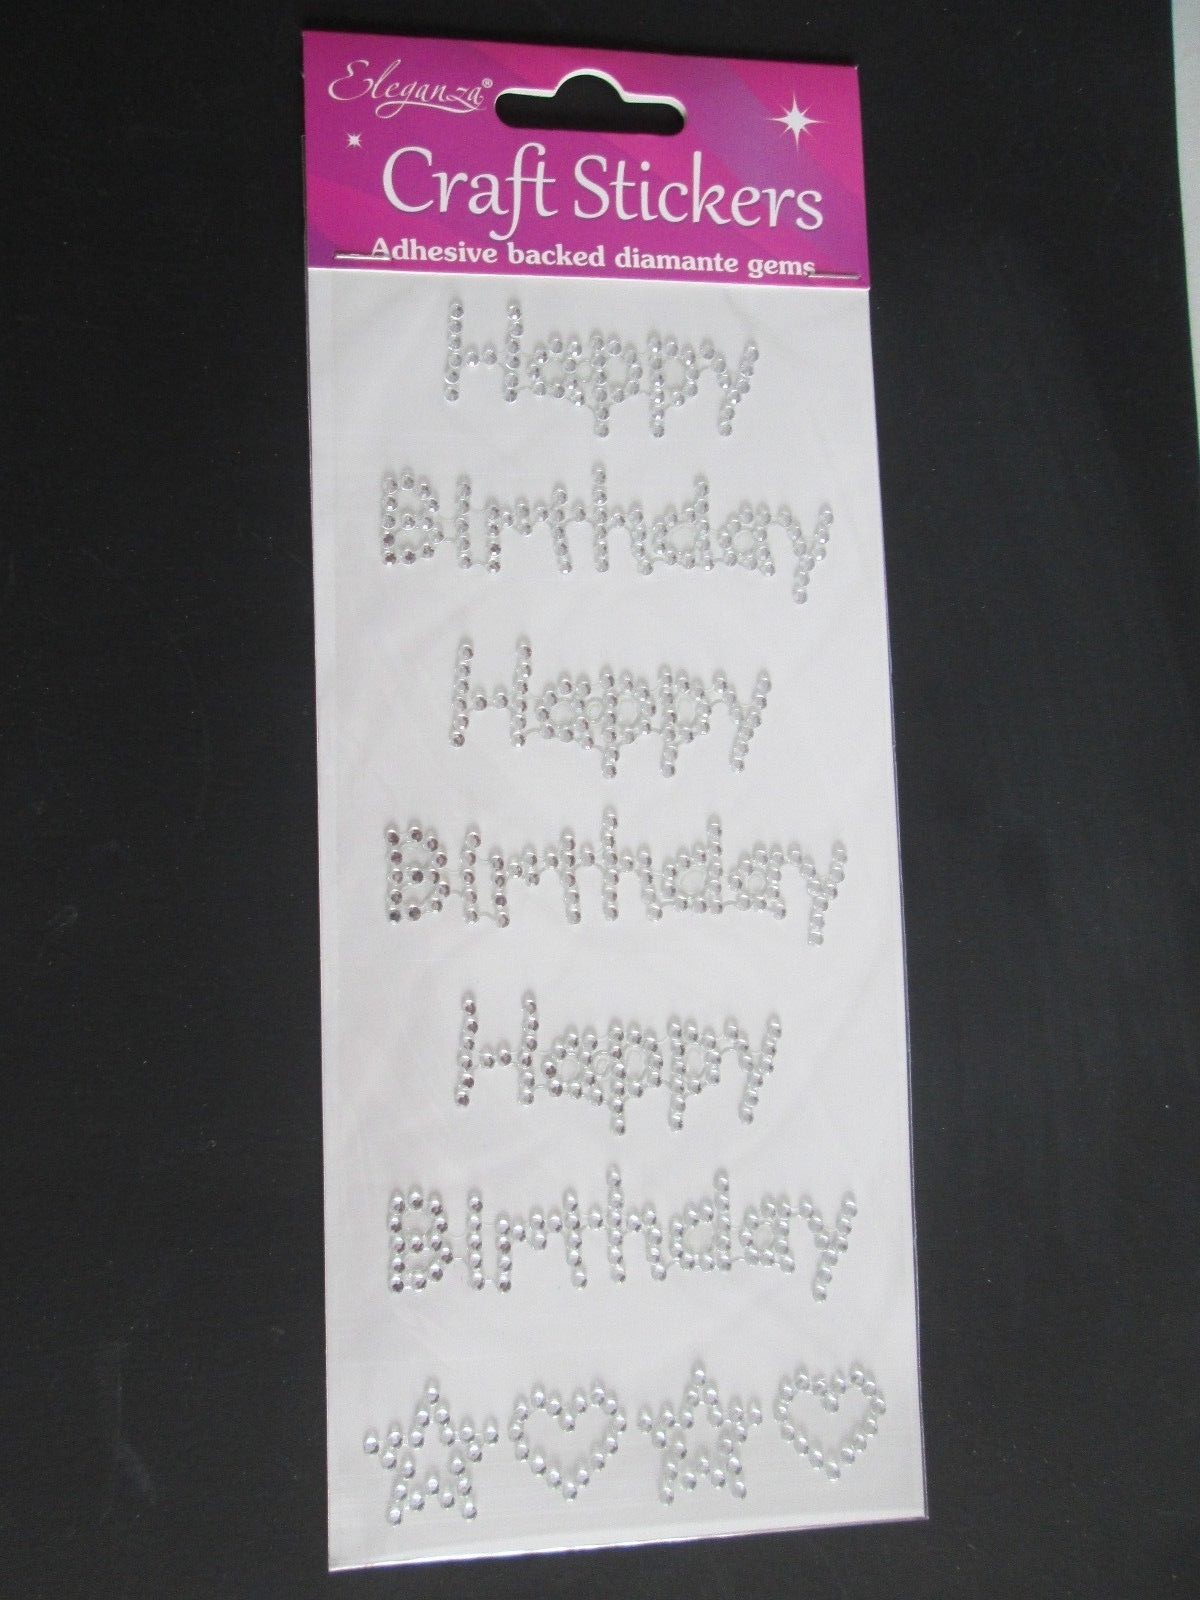 Eleganza®
Craft Stickers
Adhesive backed diamante gems
Happy
Birthday
Happy
Birthday
Happy
Birthday